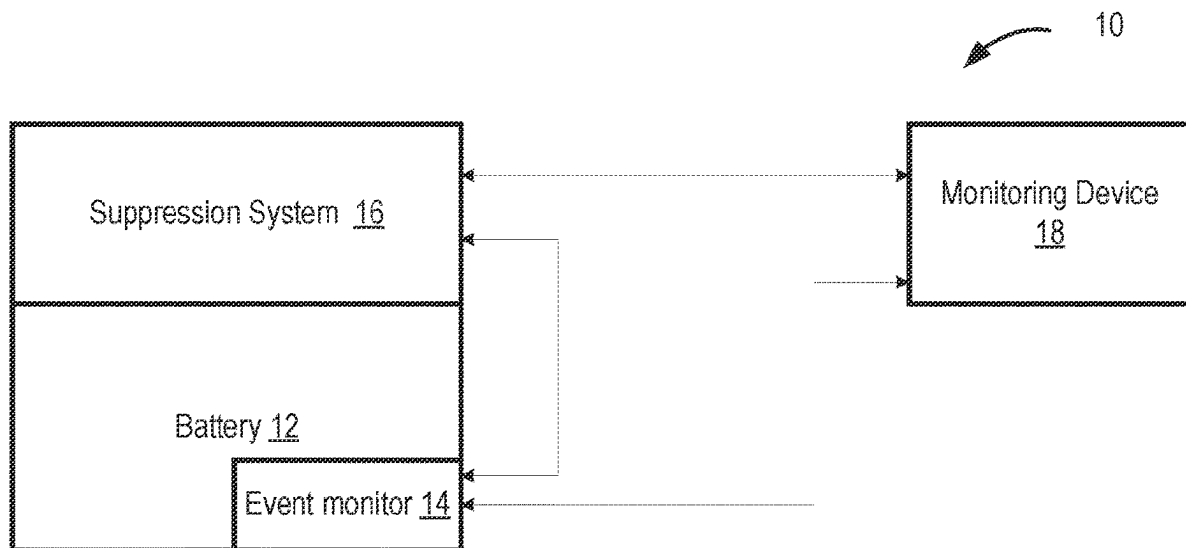 10
Suppression System 16
Monitoring Device
18
Battery 12
Event monitor 14